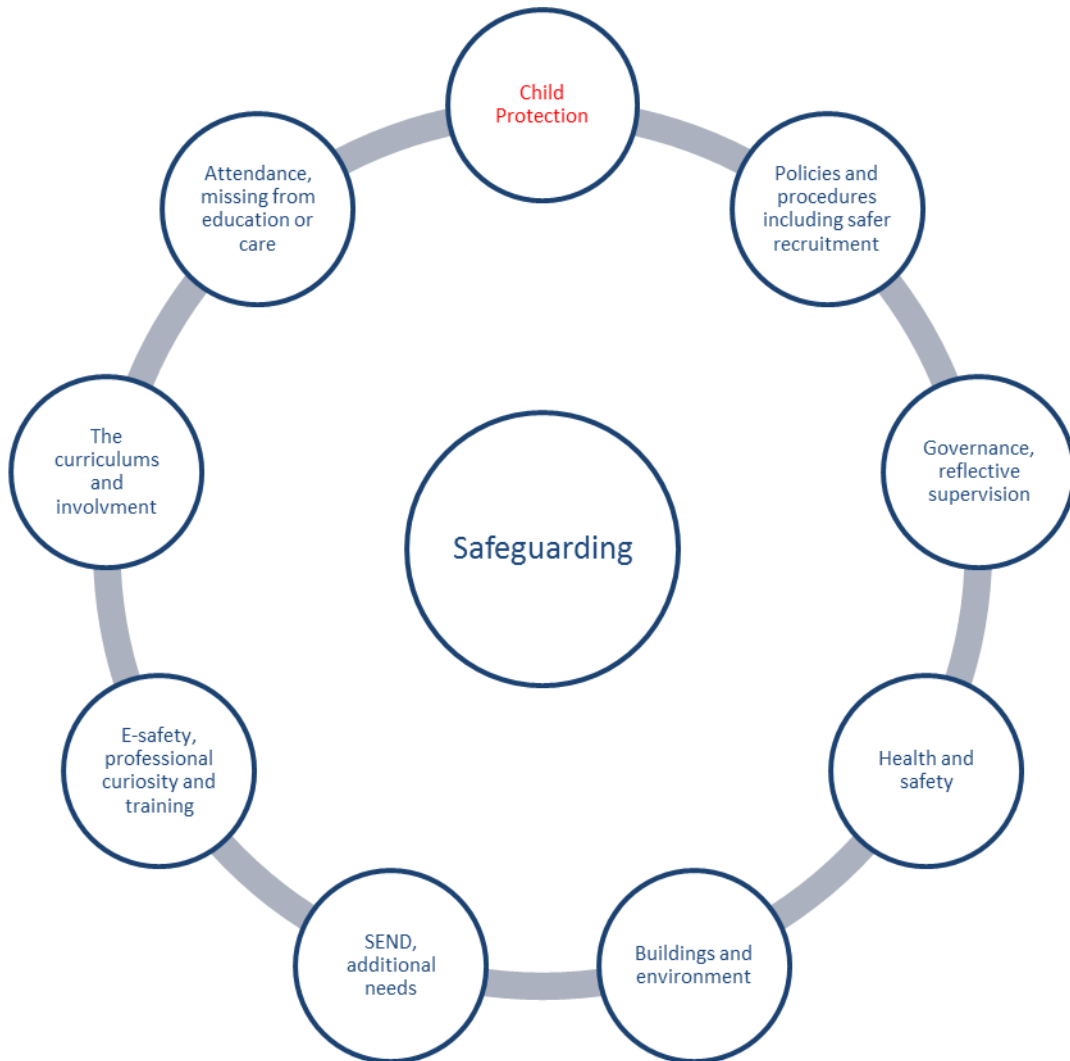 Child
Protection
Policies and
procedures
including safer
recruitment
Governance,
reflective
supervision
Health and
safety
Buildings and
environment
SEND,
additional
needs
E-safety,
professional
curiosity and
training
The
curriculums
and
involvment
Attendance,
missing from
education or
care
Safeguarding